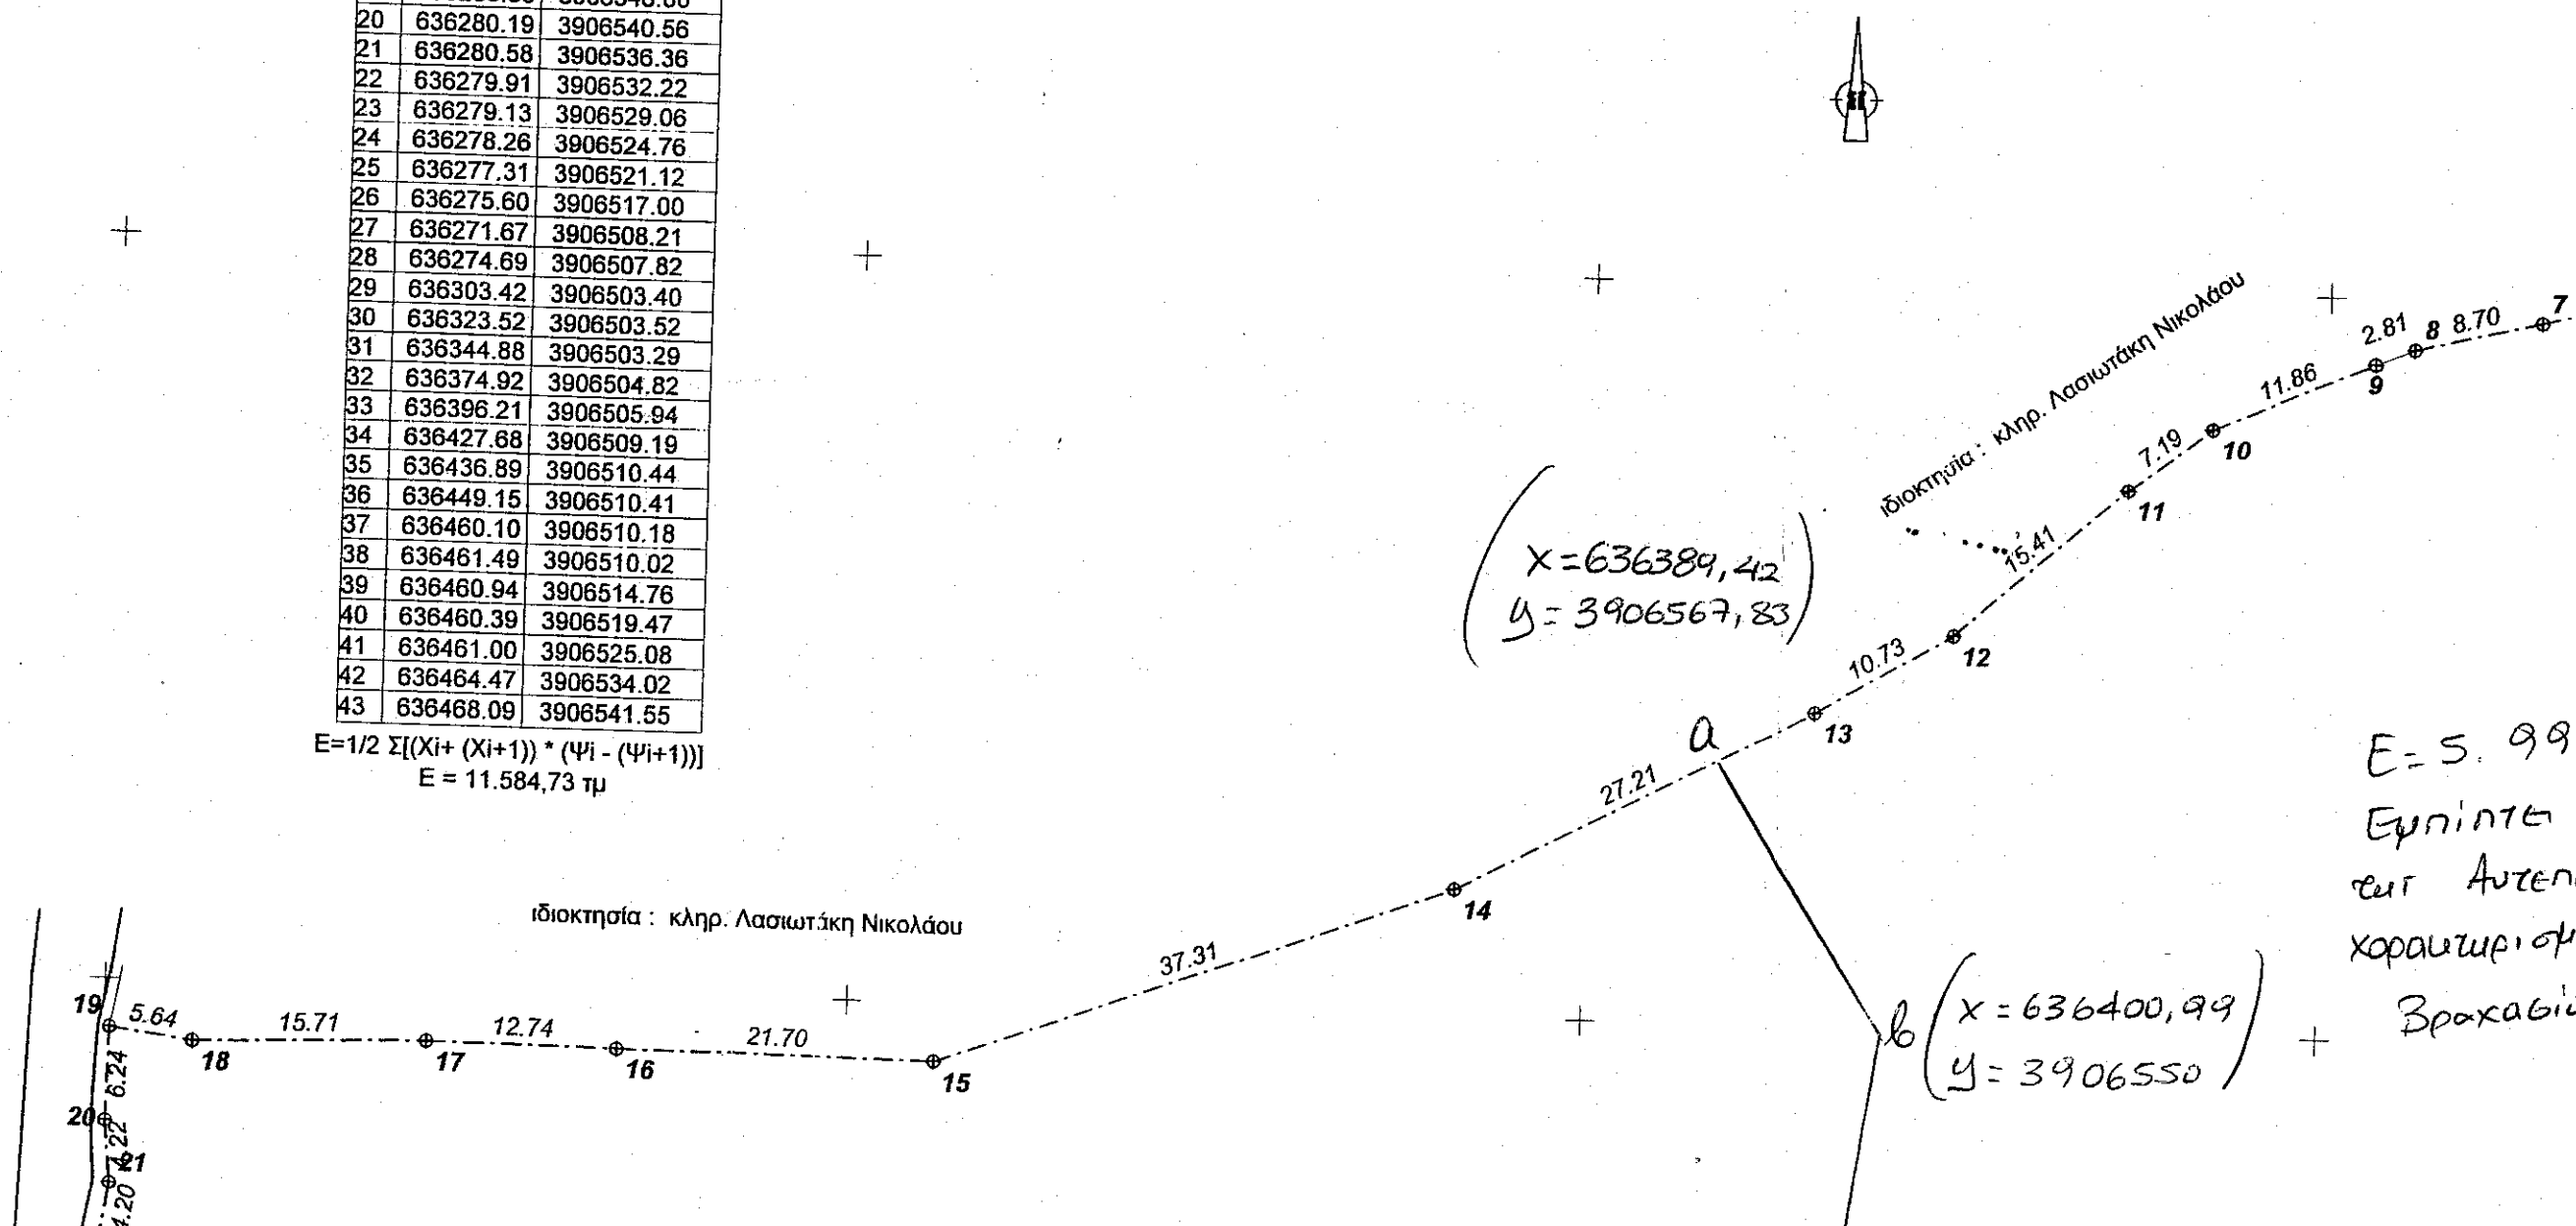 20 636280.19 3906540.56
21 636280.58 3906536.36
22 636279.91 3906532.22
23 636279.13 3906529.06
24 636278.26 3906524.76
25 636277.31 3906521.12
26 636275.60 3906517.00
27 636271.67 3906508.21
28 636274.69 3906507.82
29 636303.42 3906503.40
30 636323.52 3906503.52
31 636344.88 3906503.29
32 636374.92 3906504.82
33 636396.21 3906505.94
34 636427.68 3906509.19
35 636436.89 3906510.44
36 636449.15 3906510.41
37 636460.10 3906510.18
38 636461.49 3906510.02
39 636460.94 3906514.76
40 636460.39 3906519.47
41 636461.00 3906525.08
42 636464.47 3906534.02
43 636468.09 3906541.55
E=1/2 Σ[(Xi+ (Xi+1)) * (Ψi - (Ψi+1))]
E = 11.584,73 τμ
ιδιοκτησία : κληρ. Λασιωτάκη Νικολάου
7
8.70
8
2.81
9
11.86
10
7.19
11
15.41
12
10.73
13
x = 636389,42
y = 3906567,83
a
27.21
14
37.31
15
b
x = 636400,99
y = 3906550
E = 5.99
ιδιοκτησία : κληρ. Λασιωτάκη Νικολάου
19
5.64
18
15.71
17
12.74
16
21.70
6.24
20
4.22
21
4.20